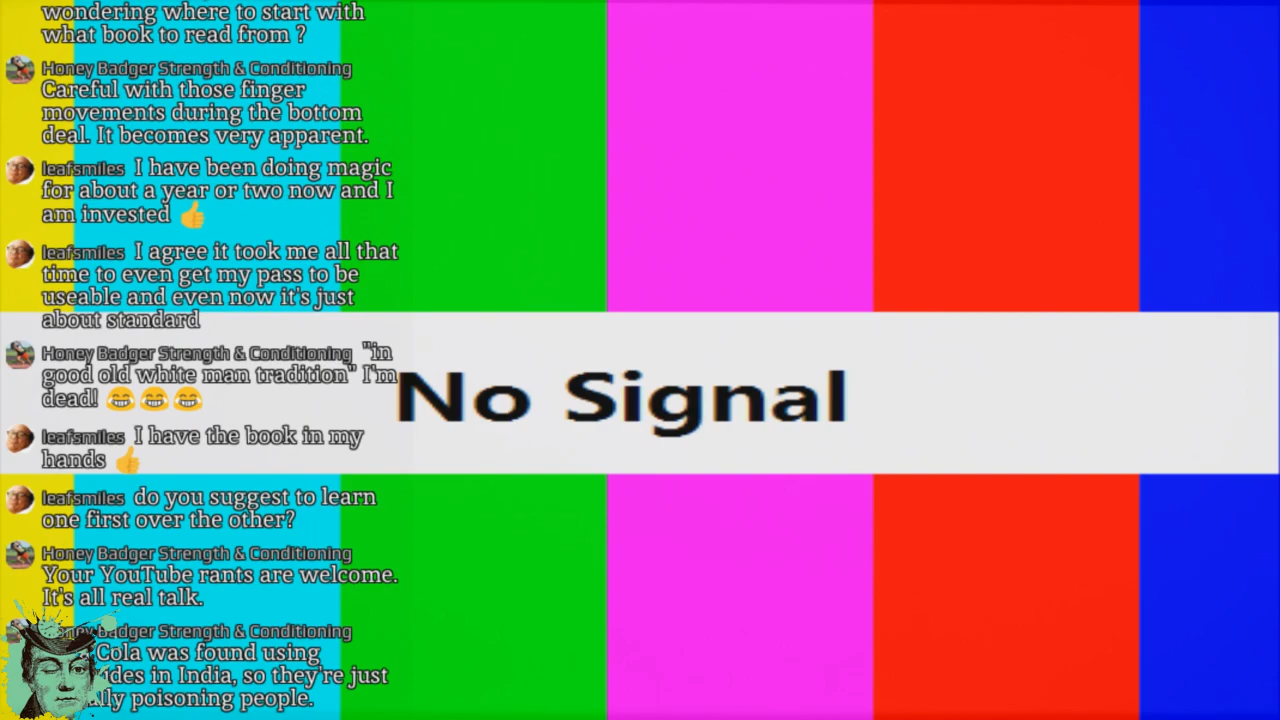 wondering where to start with
what book to read from ?
Honey Badger Strength & Conditioning
Careful with those finger
movements during the bottom
deal. It becomes very apparent.
leafsmiles I have been doing magic
for about a year or two now and I
am invested 👍
leafsmiles I agree it took me all that
time to even get my pass to be
useable and even now it's just
about standard
Honey Badger Strength & Conditioning "in
good old white man tradition" I'm
dead! 😂😂😂
No Signal
leafsmiles I have the book in my
hands 👍
leafsmiles do you suggest to learn
one first over the other?
Honey Badger Strength & Conditioning
Your YouTube rants are welcome.
It's all real talk.
Badger Strength & Conditioning
Cola was found using
in India, so they're just
poisoning people.